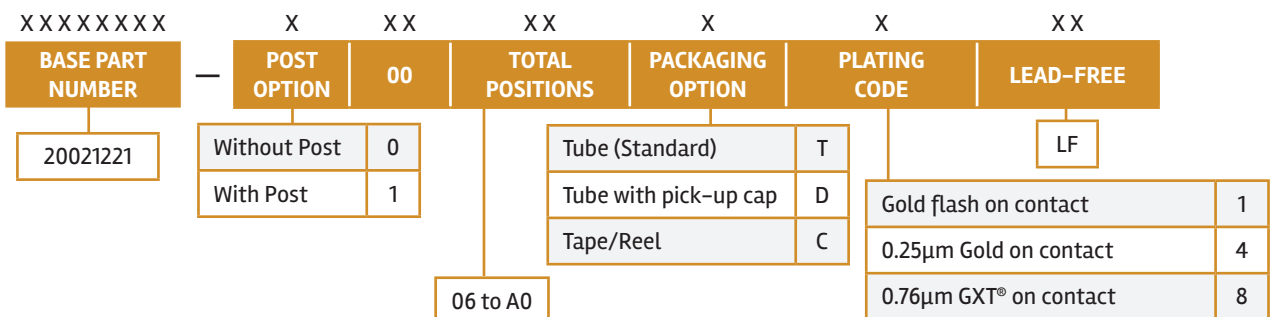 XXXXXXXX X XX XX X X XX
BASE PART NUMBER — POST OPTION 00 TOTAL POSITIONS PACKAGING OPTION PLATING CODE LEAD-FREE
20021221
Without Post 0
With Post 1
06 to A0
Tube (Standard) T
Tube with pick-up cap D
Tape/Reel C
Gold flash on contact 1
0.25µm Gold on contact 4
0.76µm GXT® on contact 8
LF